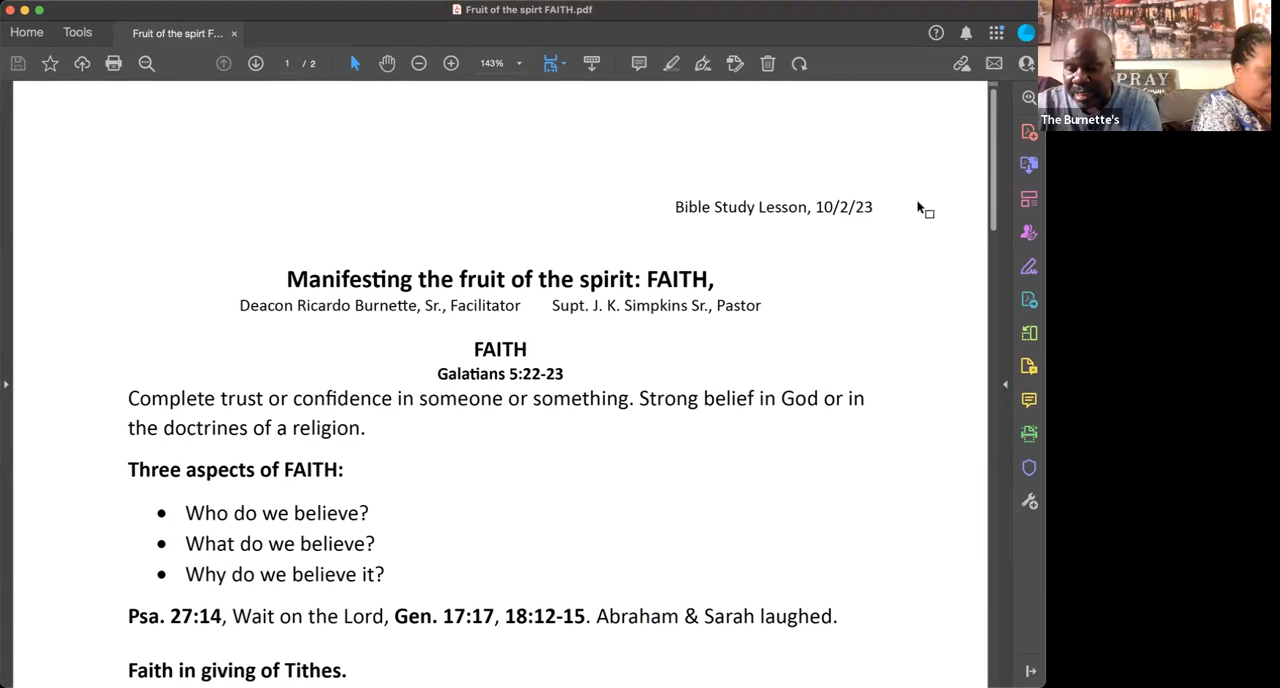 Fruit of the spirt FAITH.pdf
Home
Tools
Fruit of the spirt F... ×
1 / 2
143%
PRAY
The Burnette's
Bible Study Lesson, 10/2/23
Manifesting the fruit of the spirit: FAITH,
Deacon Ricardo Burnette, Sr., Facilitator Supt. J. K. Simpkins Sr., Pastor
FAITH
Galatians 5:22-23
Complete trust or confidence in someone or something. Strong belief in God or in
the doctrines of a religion.
Three aspects of FAITH:
• Who do we believe?
• What do we believe?
• Why do we believe it?
Psa. 27:14, Wait on the Lord, Gen. 17:17, 18:12-15. Abraham & Sarah laughed.
Faith in giving of Tithes.